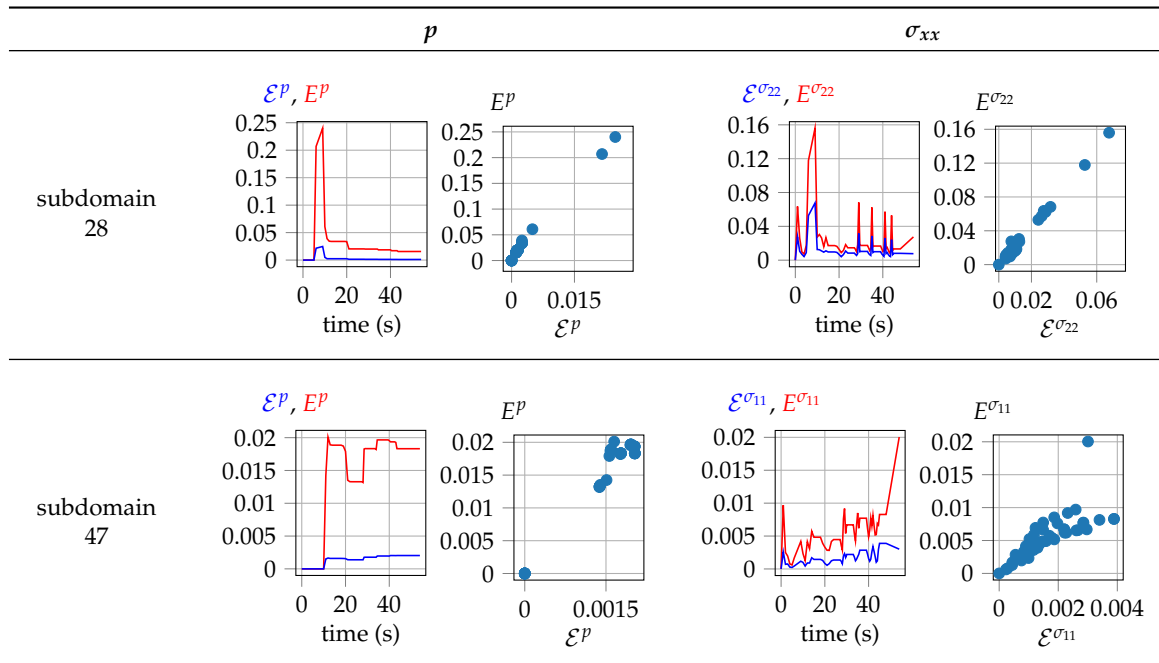 p σxx
subdomain
28
ℰᵖ, Eᵖ
0.25
0.2
0.15
0.1
0.05
0
0 20 40
time (s)
Eᵖ
0.25
0.2
0.15
0.1
0.05
0
0 0.015
ℰᵖ
ℰσ22, Eσ22
0.16
0.12
0.08
0.04
0
0 20 40
time (s)
Eσ22
0.16
0.12
0.08
0.04
0
0 0.02 0.06
ℰσ22
subdomain
47
ℰᵖ, Eᵖ
0.02
0.015
0.01
0.005
0
0 20 40
time (s)
Eᵖ
0.02
0.015
0.01
0.005
0
0 0.0015
ℰᵖ
ℰσ11, Eσ11
0.02
0.015
0.01
0.005
0
0 20 40
time (s)
Eσ11
0.02
0.015
0.01
0.005
0
0 0.002 0.004
ℰσ11